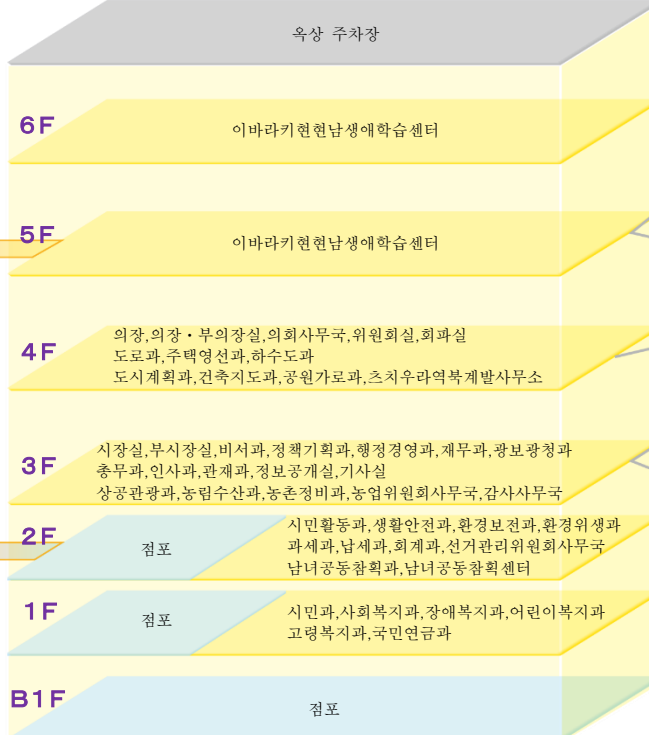 옥상 주차장
6F
이바라키현현남생애학습센터
5F
이바라키현현남생애학습센터
4F
의장,의장・부의장실,의회사무국,위원회실,회파실
도로과,주택영선과,하수도과
도시계획과,건축지도과,공원가로과,츠치우라역북계발사무소
3F
시장실,부시장실,비서과,정책기획과,행정경영과,재무과,광보광청과
총무과,인사과,관재과,정보공개실,기사실
상공관광과,농림수산과,농촌정비과,농업위원회사무국,감사사무국
2F
점포
시민활동과,생활안전과,환경보전과,환경위생과
과세과,납세과,회계과,선거관리위원회사무국
남녀공동참획과,남녀공동참획센터
1F
점포
시민과,사회복지과,장애복지과,어린이복지과
고령복지과,국민연금과
B1F
점포